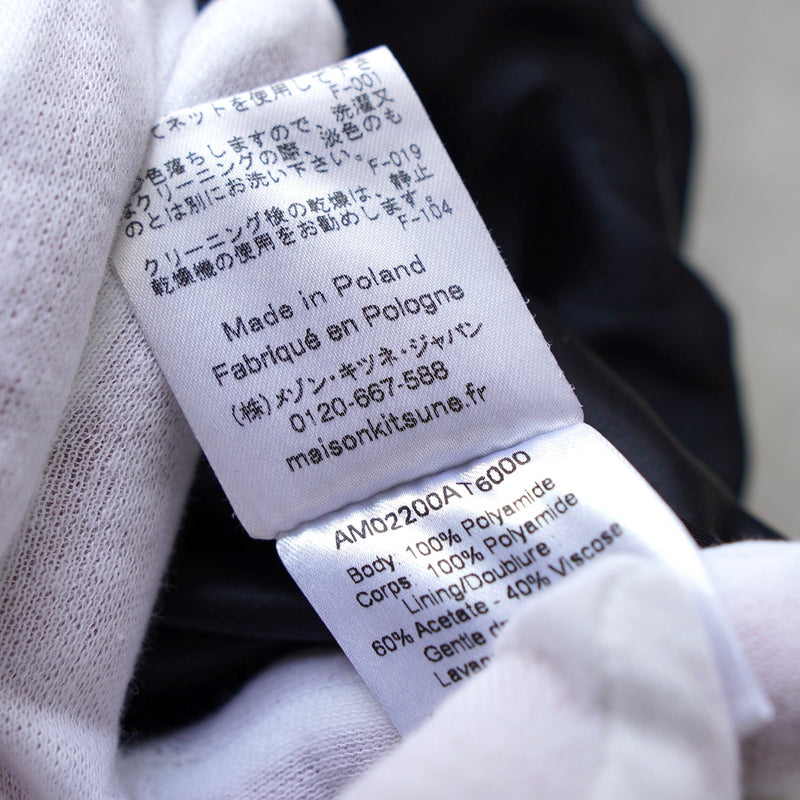 てネットを使用して下さ
F-001
色落ちしますので、洗濯又
クリーニングの際、淡色のも
のとは別にお洗い下さい。 F-019
クリーニング後の乾燥は、静止
乾燥機の使用をお勧めします。
F-104
Made in Poland
Fabriqué en Pologne
(株)メゾン・キツネ・ジャパン
0120-667-588
maisonkitsune.fr
AM02200AT6000
Body 100% Polyamide
Corps 100% Polyamide
Lining/Doublure
60% Acetate - 40% Viscose
Gentle